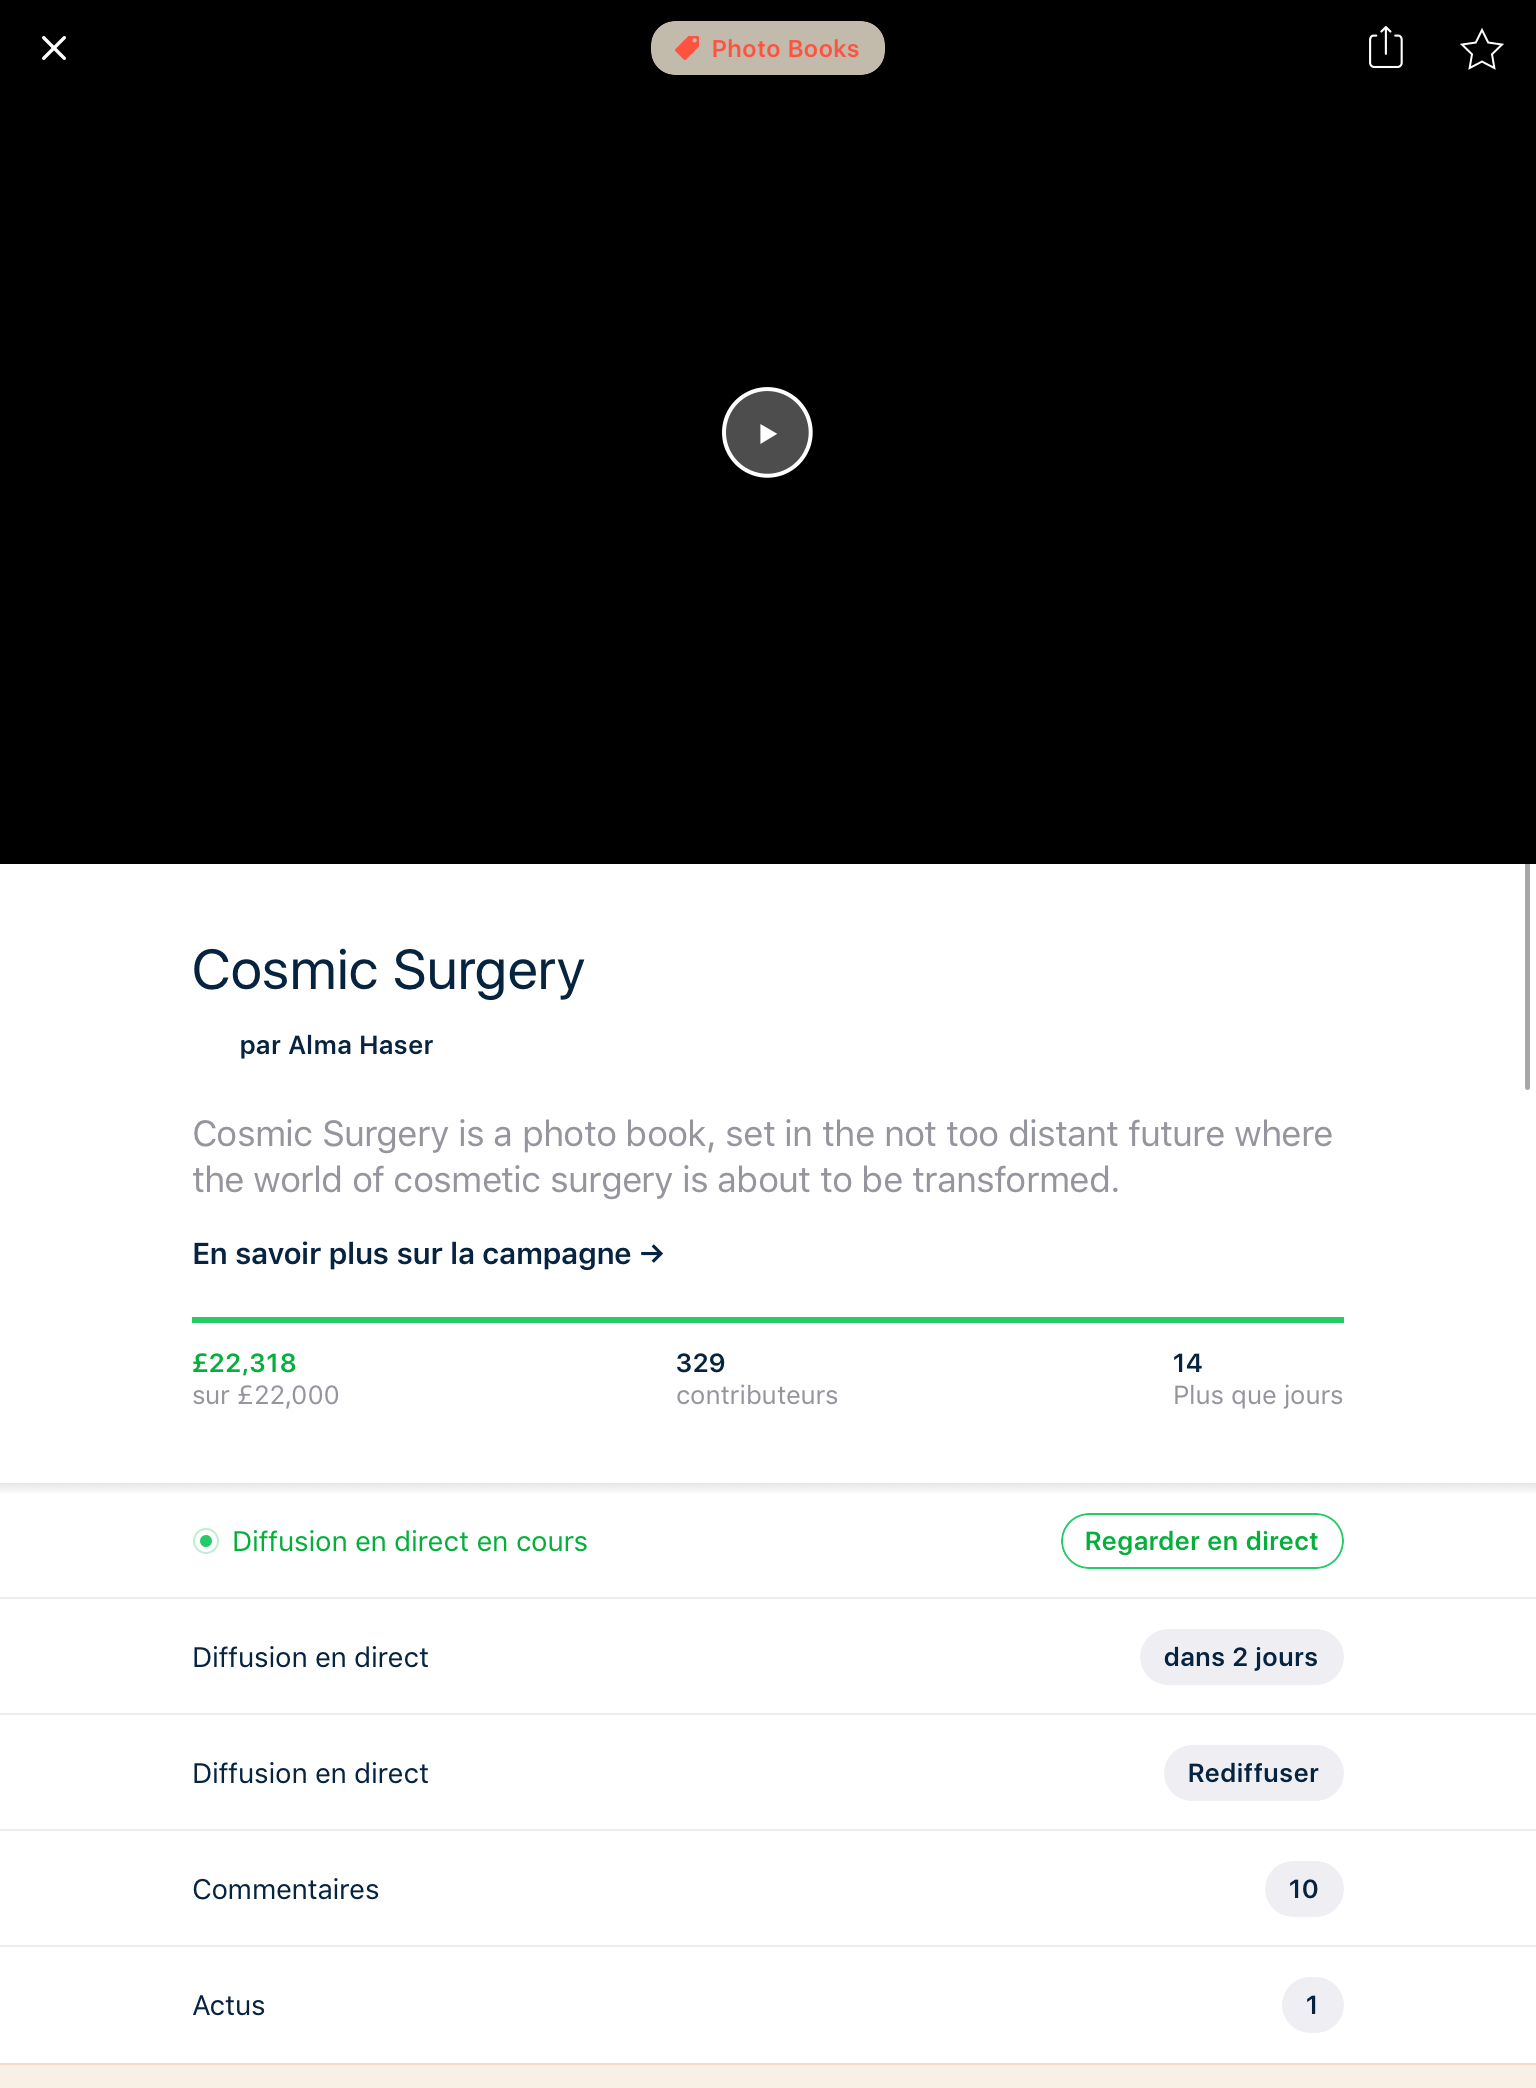 Photo Books
Cosmic Surgery
par Alma Haser
Cosmic Surgery is a photo book, set in the not too distant future where
the world of cosmetic surgery is about to be transformed.
En savoir plus sur la campagne →
£22,318
sur £22,000
329
contributeurs
14
Plus que jours
Diffusion en direct en cours
Regarder en direct
Diffusion en direct
dans 2 jours
Diffusion en direct
Rediffuser
Commentaires
10
Actus
1